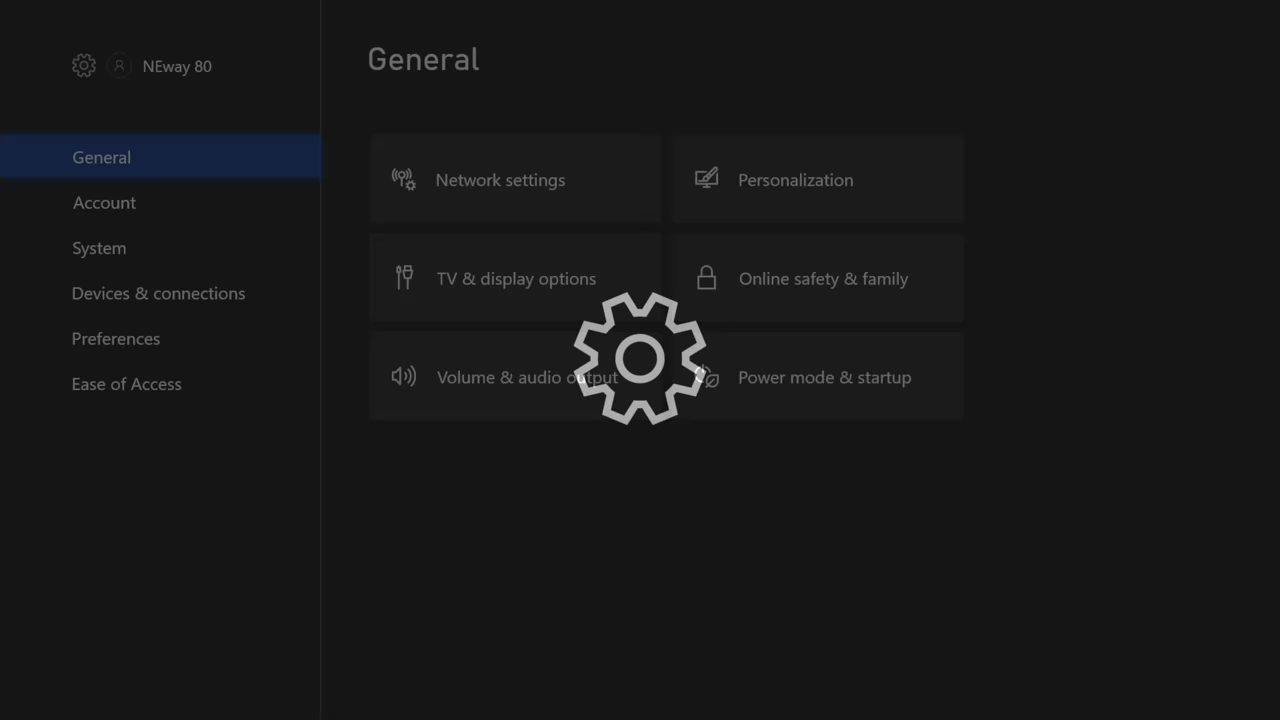 NEway 80
General
Account
System
Devices & connections
Preferences
Ease of Access
General
Network settings
Personalization
TV & display options
Online safety & family
Volume & audio output
Power mode & startup